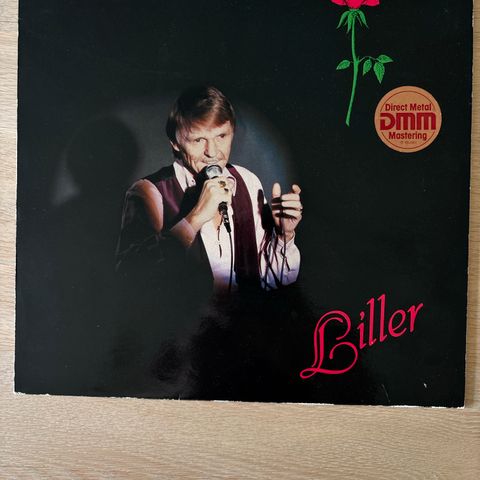 Direct Metal
DMM
Mastering
Liller